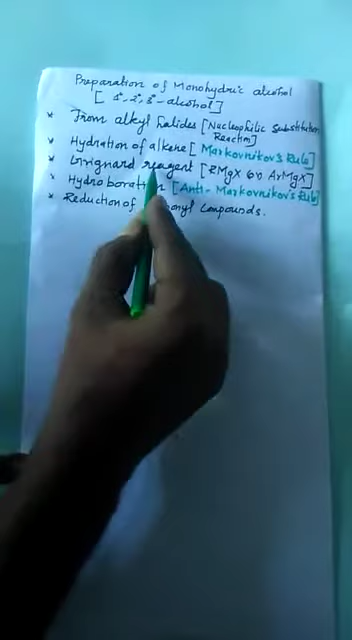 Preparation of Monohydric alcohol
[ 1°, 2°, 3° - alcohol]
* From alkyl halides [Nucleophilic Substitution Reaction]
* Hydration of alkene [ Markovnikov's Rule]
* Grignard reagent [RMgX or ArMgX]
* Hydroboration [Anti-Markovnikov's Rule]
* Reduction of Compounds.